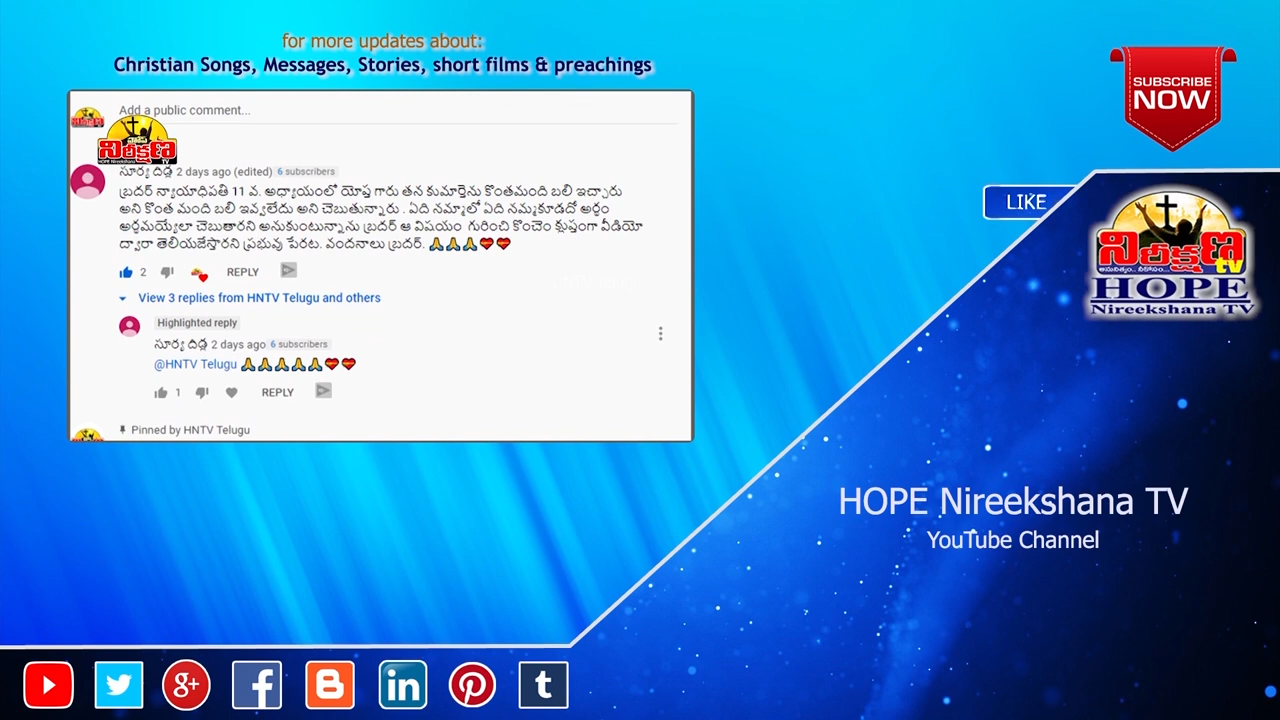 for more updates about:
Christian Songs, Messages, Stories, short films & preachings
SUBSCRIBE
NOW
Add a public comment...
నిరీక్షణ
HOPE Nireekshana TV
సూర్య దిడ్ల 2 days ago (edited) 6 subscribers
బ్రదర్ న్యాయాధిపతి 11 వ. అధ్యాయంలో యోప్త గారు తన కుమార్తెను కొంతమంది బలి ఇచ్చారు
అని కొంత మంది బలి ఇవ్వలేదు అని చెబుతున్నారు . ఏది నమ్మాలో ఏది నమ్మకూడదో అర్థం
అర్థమయ్యేలా చెబుతారని అనుకుంటున్నాను బ్రదర్ ఆ విషయం గురించి కొంచెం క్లుప్తంగా వీడియో
ద్వారా తెలియజేస్తారని ప్రభువు పేరట. వందనాలు బ్రదర్. 🙏🙏🙏💝💝
2 REPLY
View 3 replies from HNTV Telugu and others
Highlighted reply
సూర్య దిడ్ల 2 days ago 6 subscribers
@HNTV Telugu 🙏🙏🙏🙏🙏💝💝
1 REPLY
Pinned by HNTV Telugu
LIKE
నిరీక్షణ
tv
HOPE
Nireekshana TV
HOPE Nireekshana TV
YouTube Channel